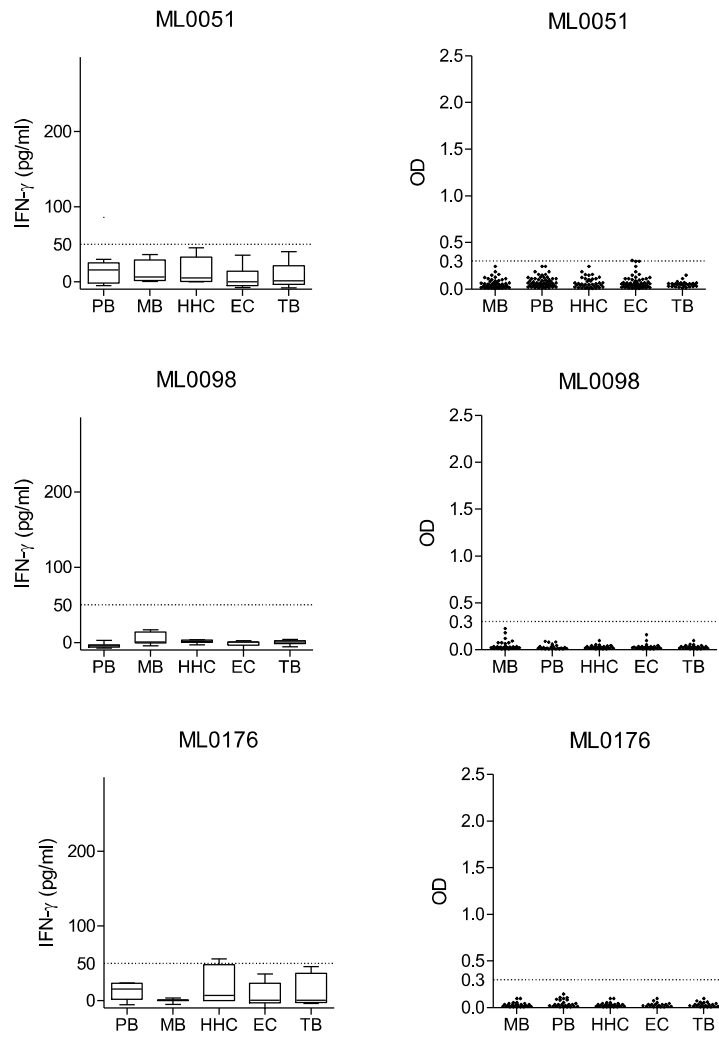 ML0051
IFN-γ (pg/ml)
200
100
50
0
PB MB HHC EC TB
ML0051
OD
2.5
2.0
1.5
1.0
0.5
0.3
0.0
MB PB HHC EC TB
ML0098
IFN-γ (pg/ml)
200
100
50
0
PB MB HHC EC TB
ML0098
OD
2.5
2.0
1.5
1.0
0.5
0.3
0.0
MB PB HHC EC TB
ML0176
IFN-γ (pg/ml)
200
100
50
0
PB MB HHC EC TB
ML0176
OD
2.5
2.0
1.5
1.0
0.5
0.3
0.0
MB PB HHC EC TB